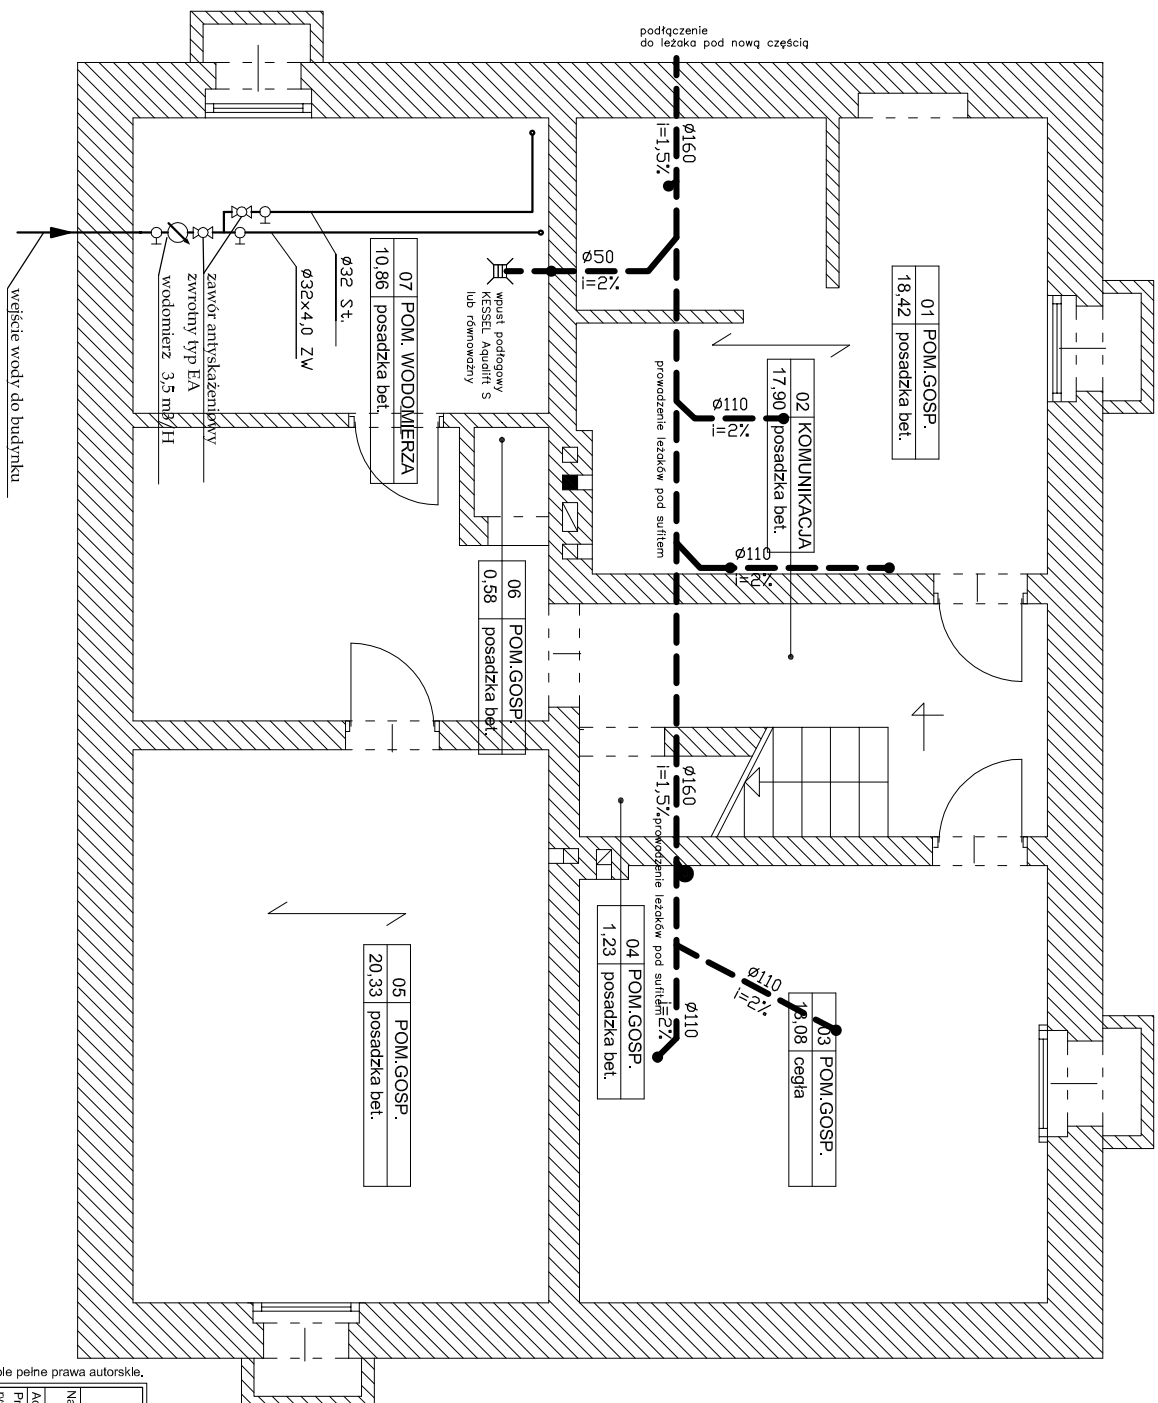 podłączenie
do leżaka pod nową częścią
ø160
i=1,5%
ø50
i=2%
01 POM.GOSP.
18,42 posadzka bet.
02 KOMUNIKACJA
17,90 posadzka bet.
ø110
i=2%
ø110
i=2%
prowadzenie leżaków pod sufitem
wpust podłogowy
KESSEL Aqualift S
lub równoważny
07 POM. WODOMIERZA
10,86 posadzka bet.
ø32 St.
ø32x4,0 ZW
zawór antyskażeniowy
zwrotny typ EA
wodomierz 3,5 m3/H
wejście wody do budynku
06 POM.GOSP.
0,58 posadzka bet.
ø160
i=1,5%
prowadzenie leżaków pod sufitem
04 POM.GOSP.
1,23 posadzka bet.
i=2%
ø110
ø110
i=2%
03 POM.GOSP.
cegła
05 POM.GOSP.
20,33 posadzka bet.
pełne prawa autorskie.